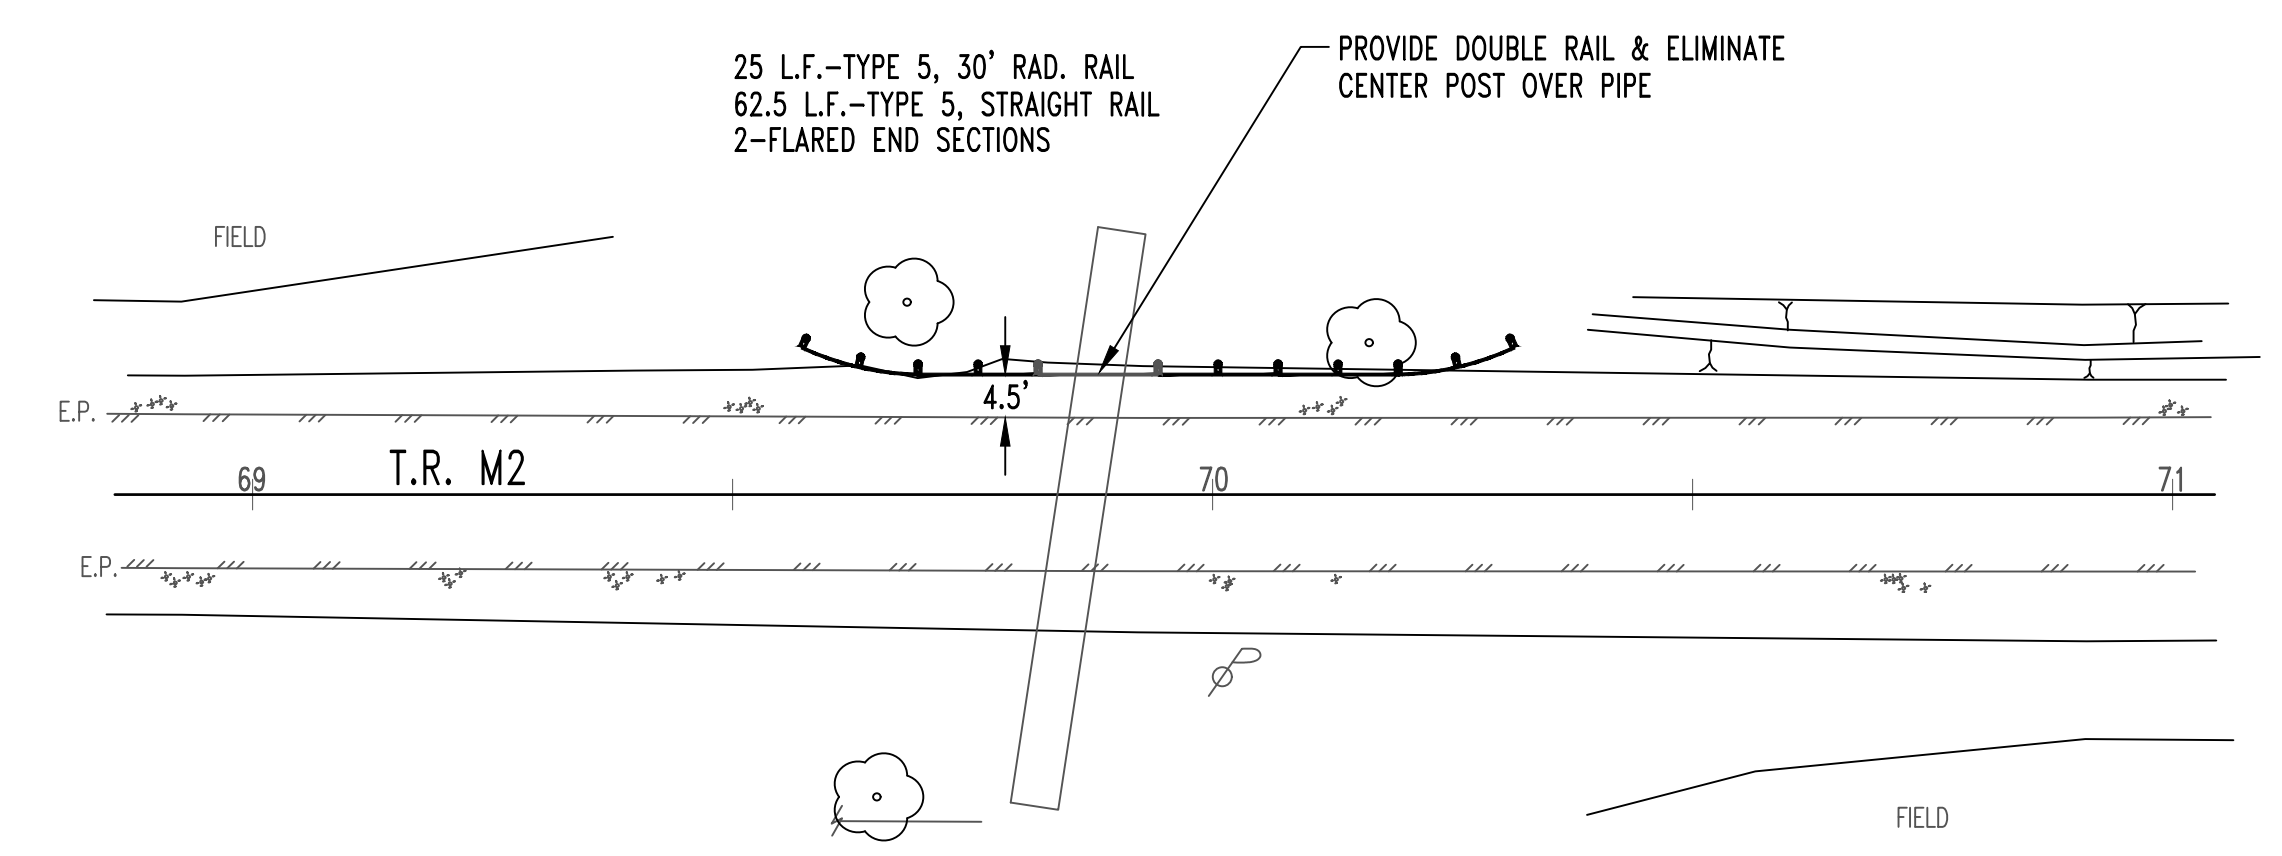 PROVIDE DOUBLE RAIL & ELIMINATE
CENTER POST OVER PIPE
25 L.F.-TYPE 5, 30' RAD. RAIL
62.5 L.F.-TYPE 5, STRAIGHT RAIL
2-FLARED END SECTIONS
FIELD
4.5'
E.P.
T.R. M2
69
70
71
E.P.
FIELD